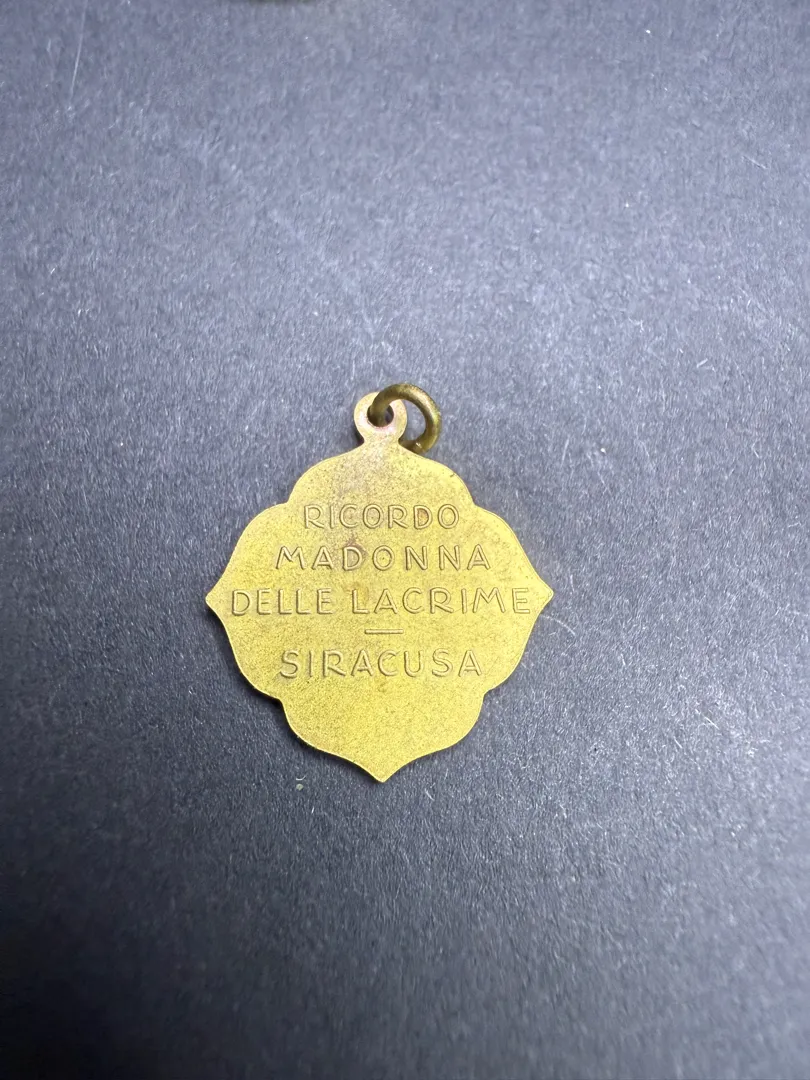 RICORDO
MADONNA
DELLE LACRIME
—
SIRACUSA